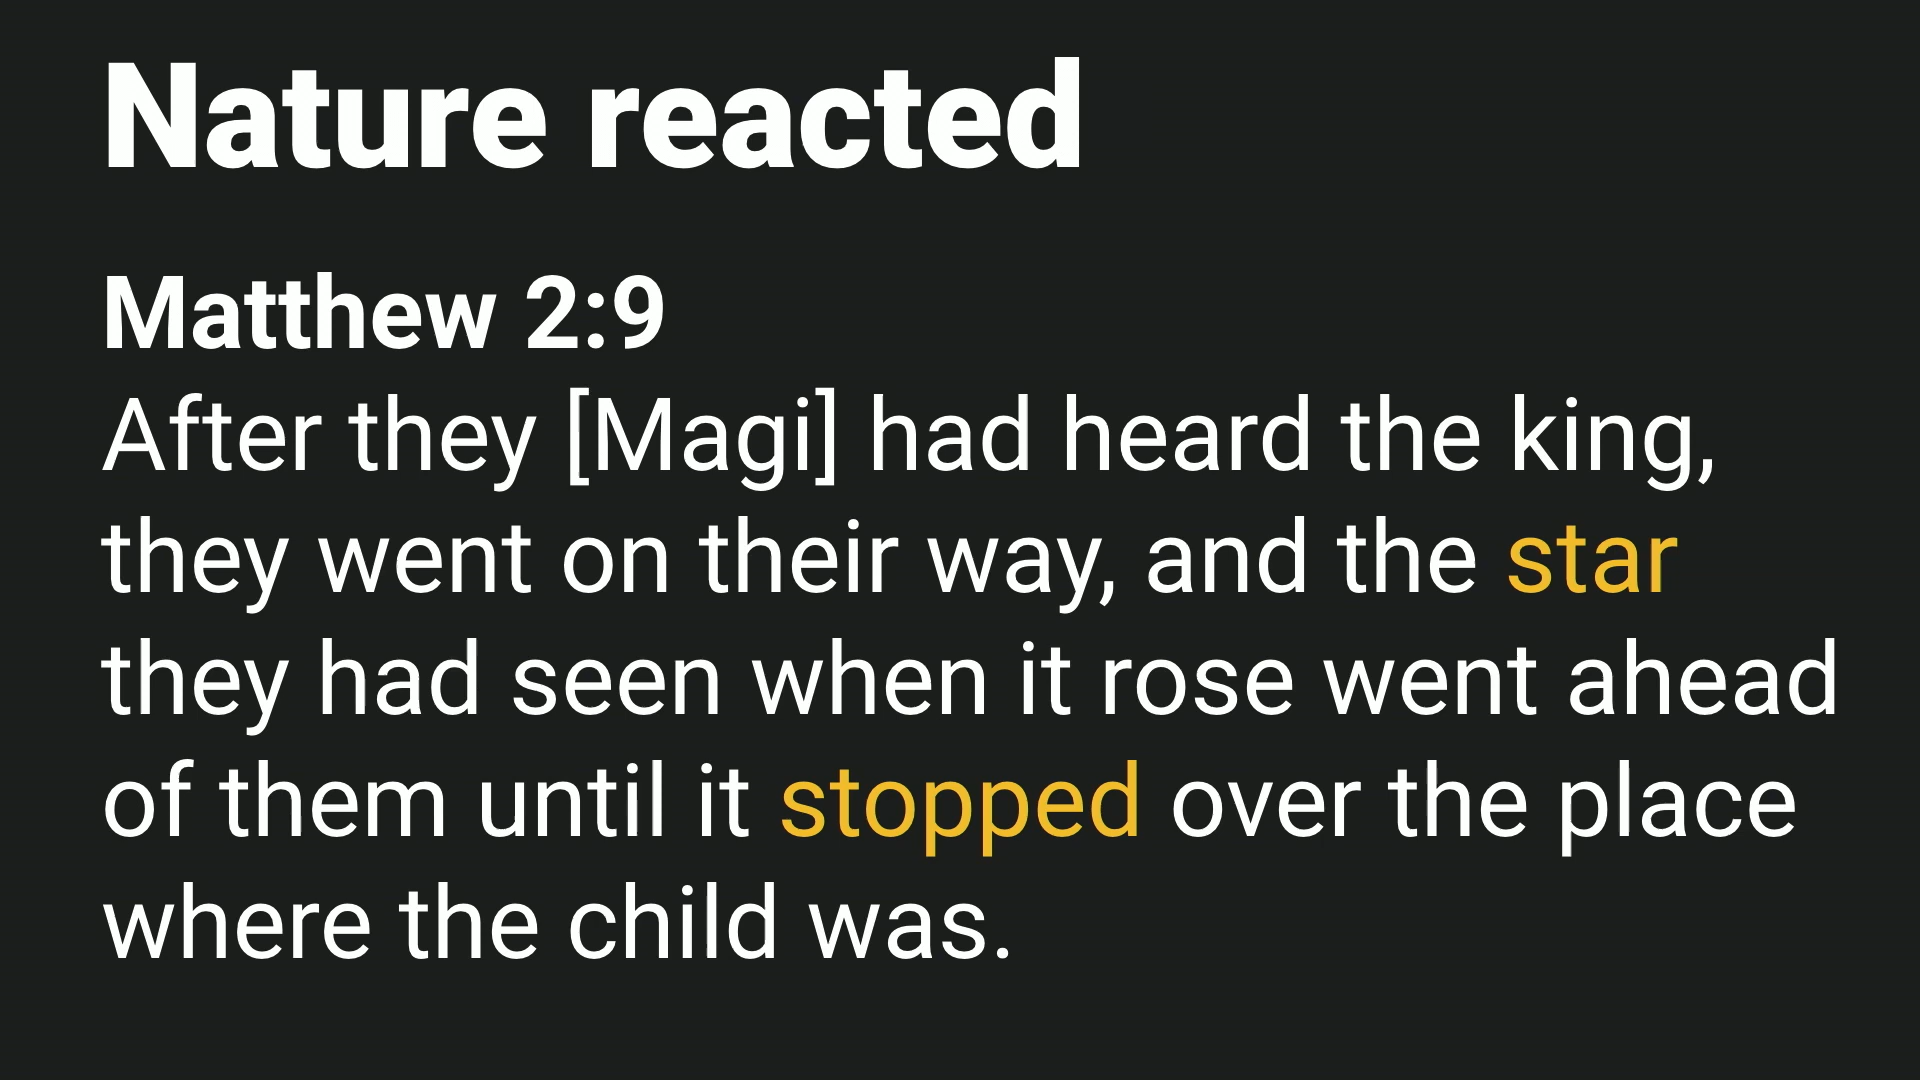 Nature reacted
Matthew 2:9
After they [Magi] had heard the king,
they went on their way, and the star
they had seen when it rose went ahead
of them until it stopped over the place
where the child was.